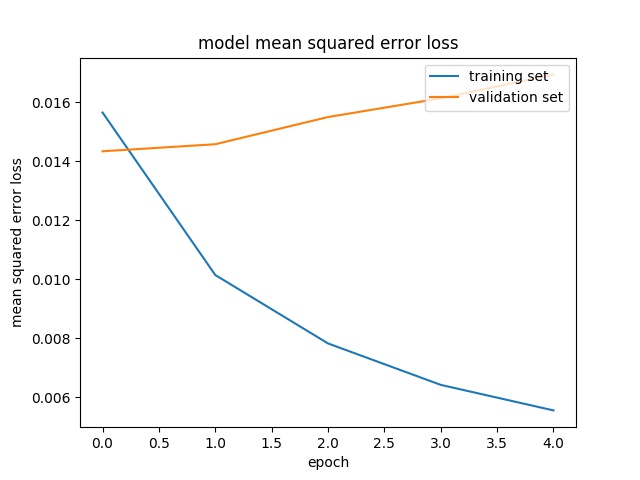 model mean squared error loss
training set
validation set
0.016
0.014
0.012
0.010
0.008
0.006
mean squared error loss
0.0 0.5 1.0 1.5 2.0 2.5 3.0 3.5 4.0
epoch